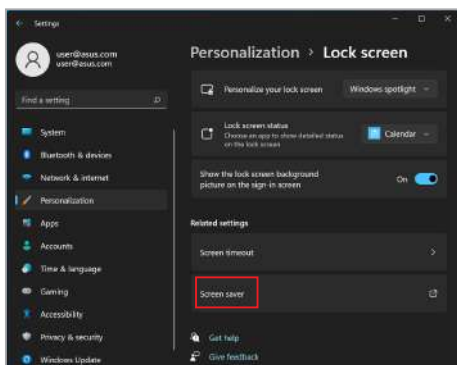 Settings
user@asus.com
user@asus.com
Find a setting
System
Bluetooth & devices
Network & internet
Personalization
Apps
Accounts
Time & language
Gaming
Accessibility
Privacy & security
Windows Update
Personalization > Lock screen
Personalize your lock screen
Windows spotlight
Lock screen status
Choose an app to show detailed status
on the lock screen
Calendar
Show the lock screen background
picture on the sign-in screen
On
Related settings
Screen timeout
Screen saver
Get help
Give feedback